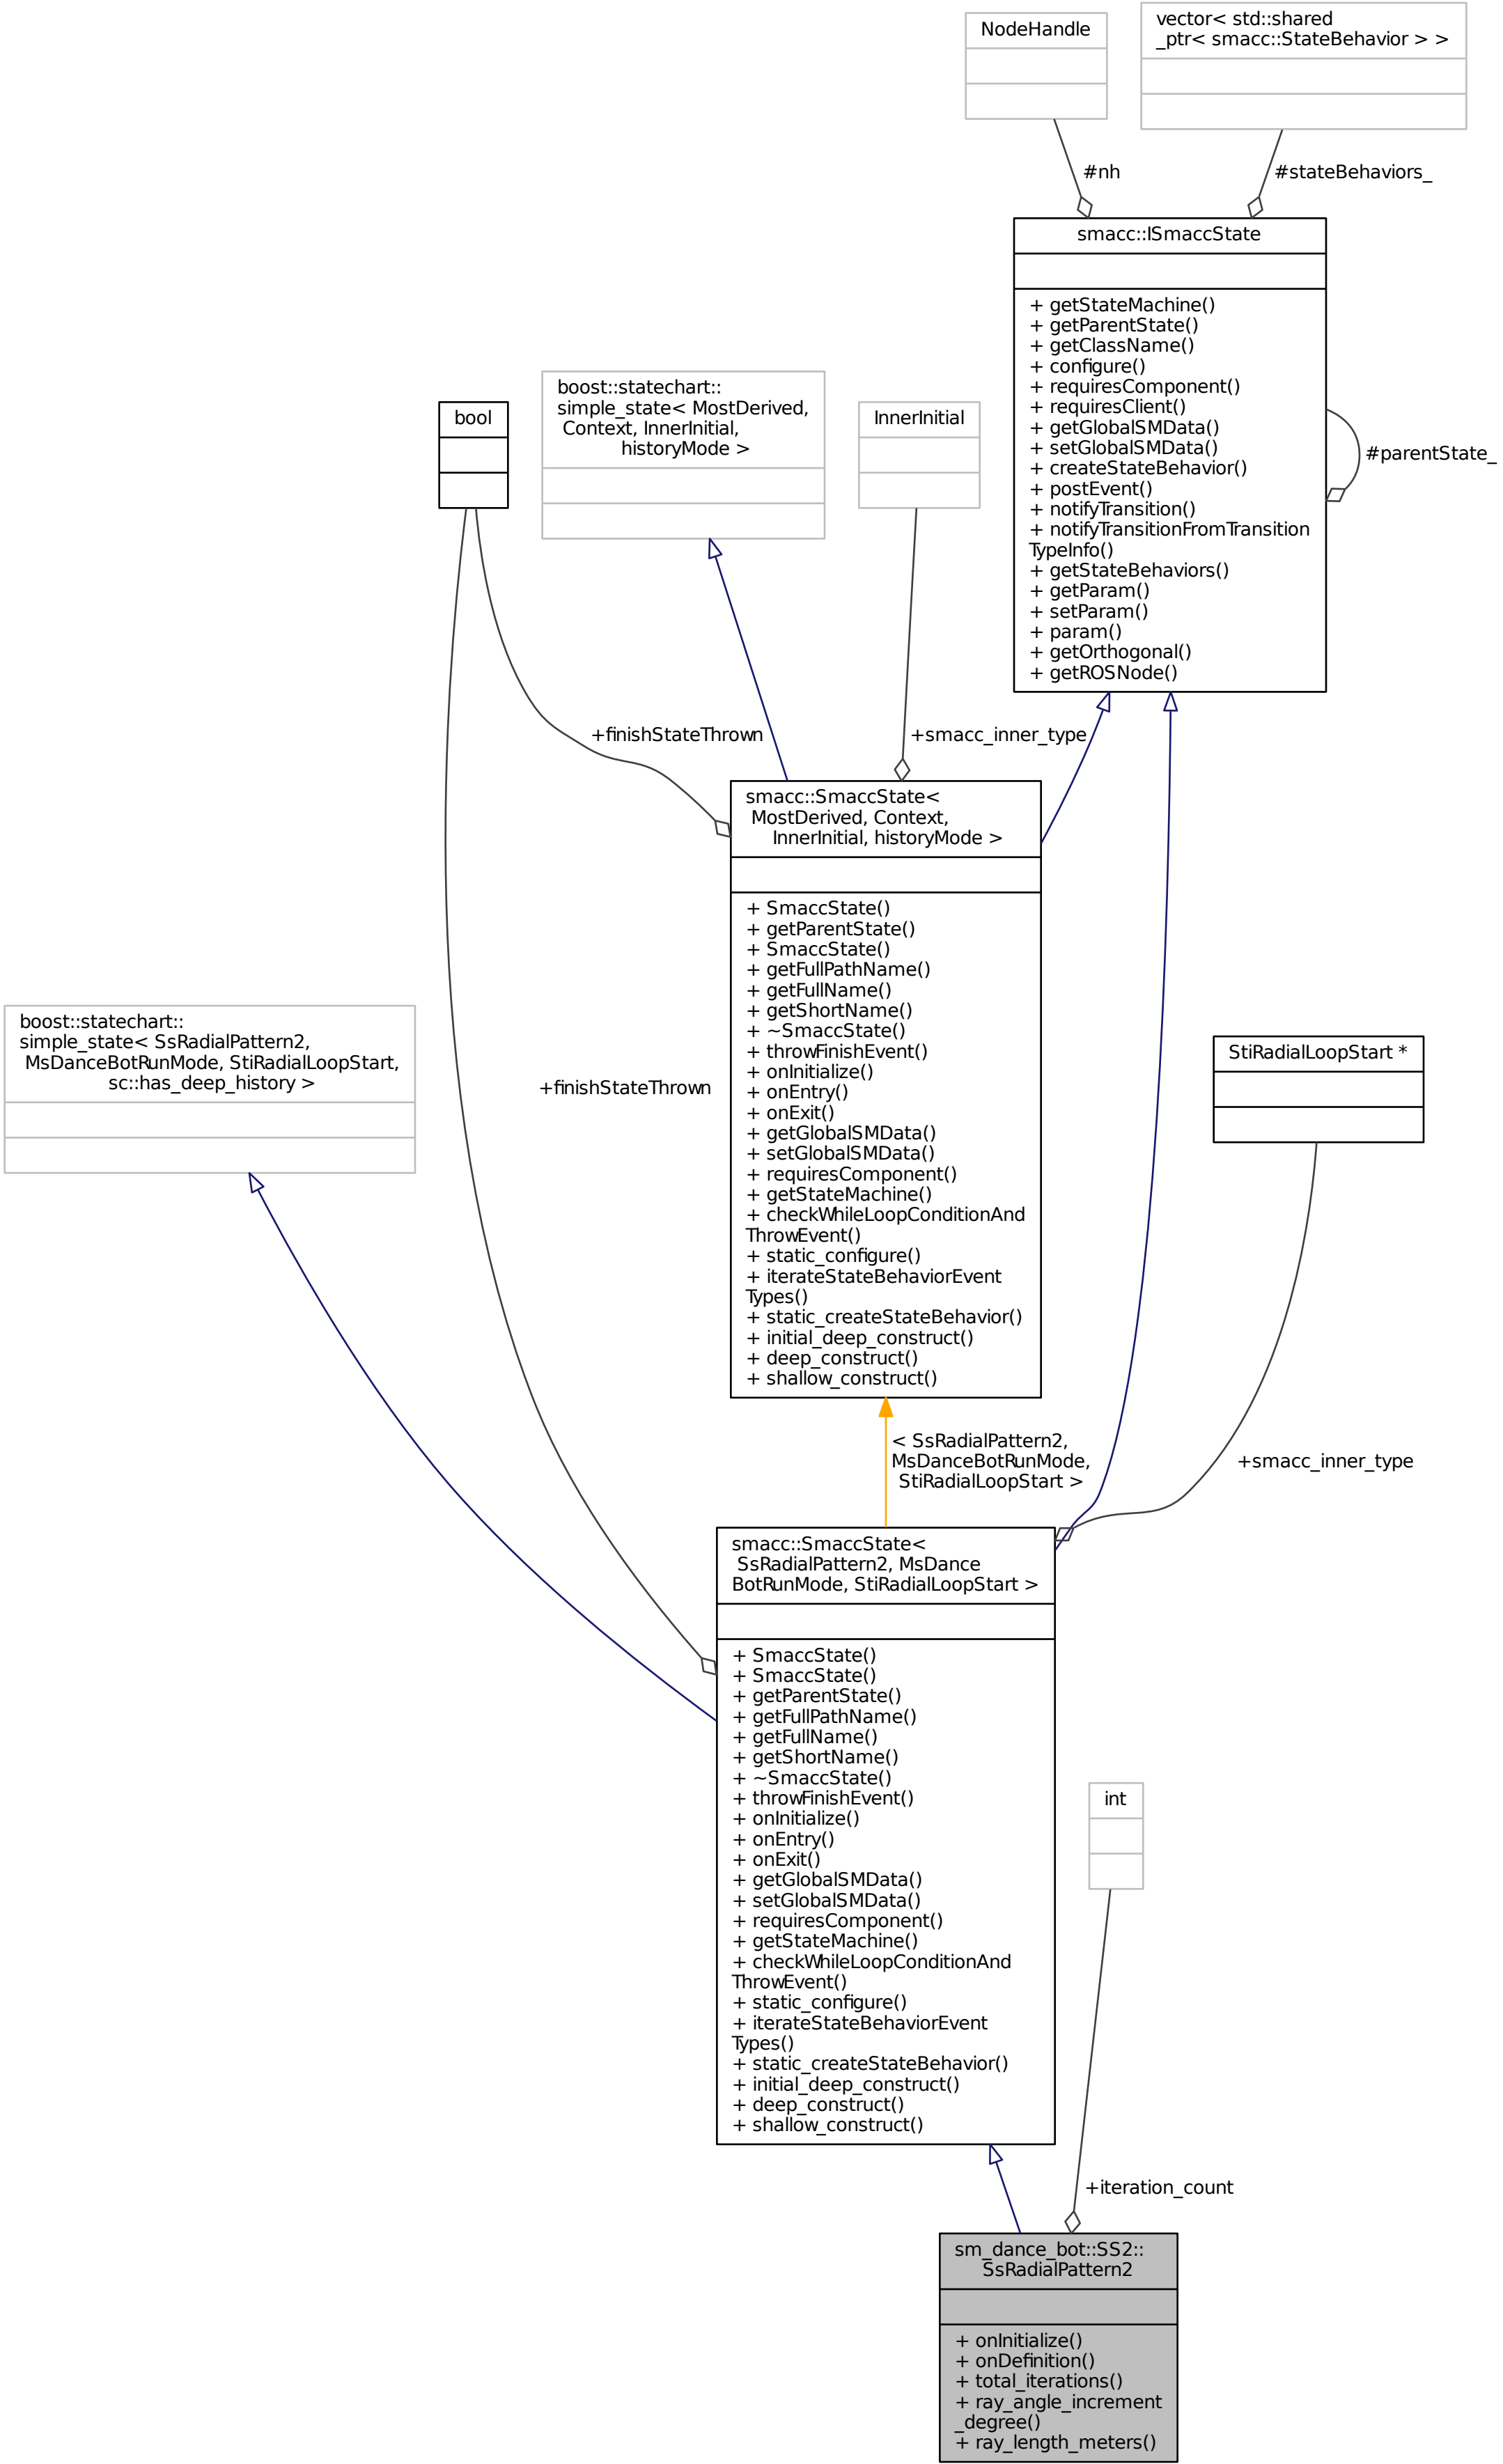 NodeHandle
vector< std::shared
_ptr< smacc::StateBehavior > >
#nh
#stateBehaviors_
smacc::ISmaccState
+ getStateMachine()
+ getParentState()
+ getClassName()
+ configure()
+ requiresComponent()
+ requiresClient()
+ getGlobalSMData()
+ setGlobalSMData()
+ createStateBehavior()
+ postEvent()
+ notifyTransition()
+ notifyTransitionFromTransition
TypeInfo()
+ getStateBehaviors()
+ getParam()
+ setParam()
+ param()
+ getOrthogonal()
+ getROSNode()
#parentState_
bool
boost::statechart::
simple_state< MostDerived,
Context, InnerInitial,
historyMode >
InnerInitial
+finishStateThrown
+smacc_inner_type
smacc::SmaccState<
MostDerived, Context,
InnerInitial, historyMode >
+ SmaccState()
+ getParentState()
+ SmaccState()
+ getFullPathName()
+ getFullName()
+ getShortName()
+ ~SmaccState()
+ throwFinishEvent()
+ onInitialize()
+ onEntry()
+ onExit()
+ getGlobalSMData()
+ setGlobalSMData()
+ requiresComponent()
+ getStateMachine()
+ checkWhileLoopConditionAnd
ThrowEvent()
+ static_configure()
+ iterateStateBehaviorEvent
Types()
+ static_createStateBehavior()
+ initial_deep_construct()
+ deep_construct()
+ shallow_construct()
boost::statechart::
simple_state< SsRadialPattern2,
MsDanceBotRunMode, StiRadialLoopStart,
sc::has_deep_history >
+finishStateThrown
StiRadialLoopStart *
< SsRadialPattern2,
MsDanceBotRunMode,
StiRadialLoopStart >
+smacc_inner_type
smacc::SmaccState<
SsRadialPattern2, MsDance
BotRunMode, StiRadialLoopStart >
+ SmaccState()
+ SmaccState()
+ getParentState()
+ getFullPathName()
+ getFullName()
+ getShortName()
+ ~SmaccState()
+ throwFinishEvent()
+ onInitialize()
+ onEntry()
+ onExit()
+ getGlobalSMData()
+ setGlobalSMData()
+ requiresComponent()
+ getStateMachine()
+ checkWhileLoopConditionAnd
ThrowEvent()
+ static_configure()
+ iterateStateBehaviorEvent
Types()
+ static_createStateBehavior()
+ initial_deep_construct()
+ deep_construct()
+ shallow_construct()
int
+iteration_count
sm_dance_bot::SS2::
SsRadialPattern2
+ onInitialize()
+ onDefinition()
+ total_iterations()
+ ray_angle_increment
_degree()
+ ray_length_meters()